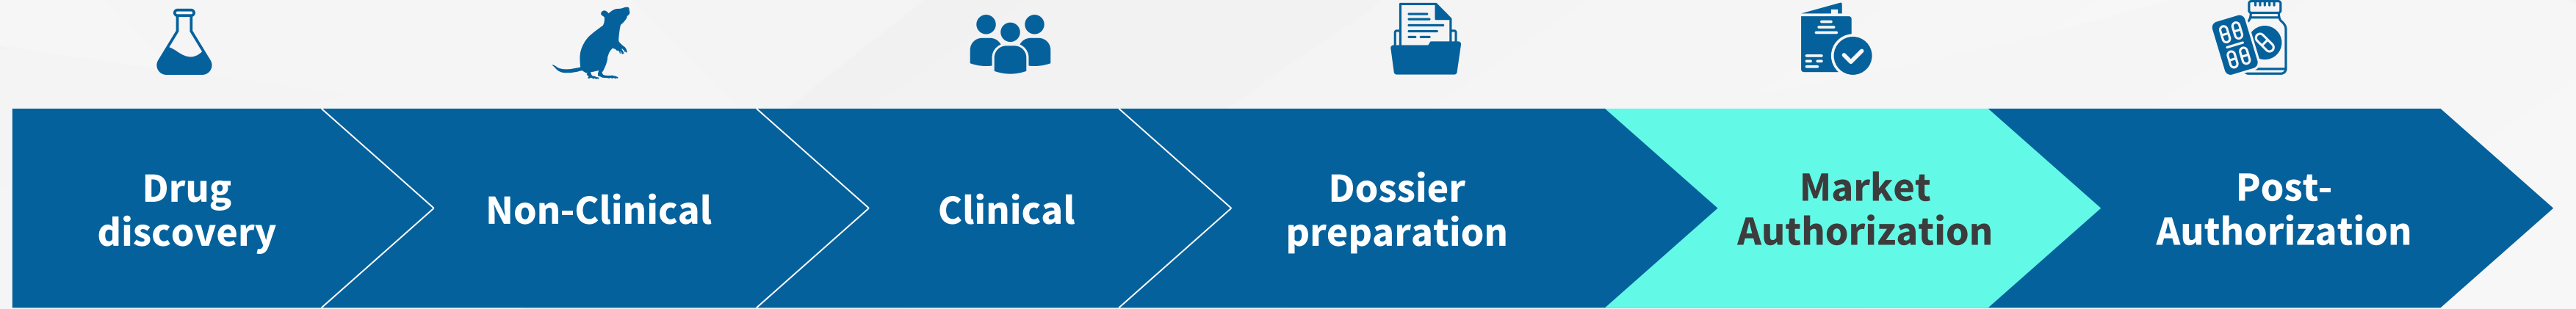 Drug
discovery
Non-Clinical
Clinical
Dossier
preparation
Market
Authorization
Post-
Authorization